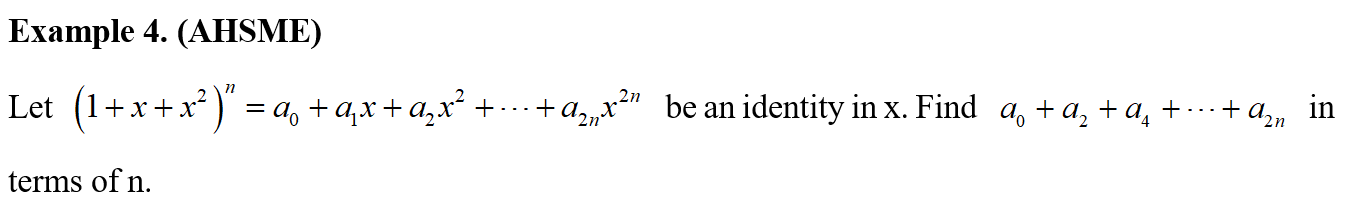 Example 4. (AHSME)
Let (1+x+x²)ⁿ = a₀ + a₁x + a₂x² + ⋯ + a₂ₙx²ⁿ be an identity in x. Find a₀ + a₂ + a₄ + ⋯ + a₂ₙ in
terms of n.